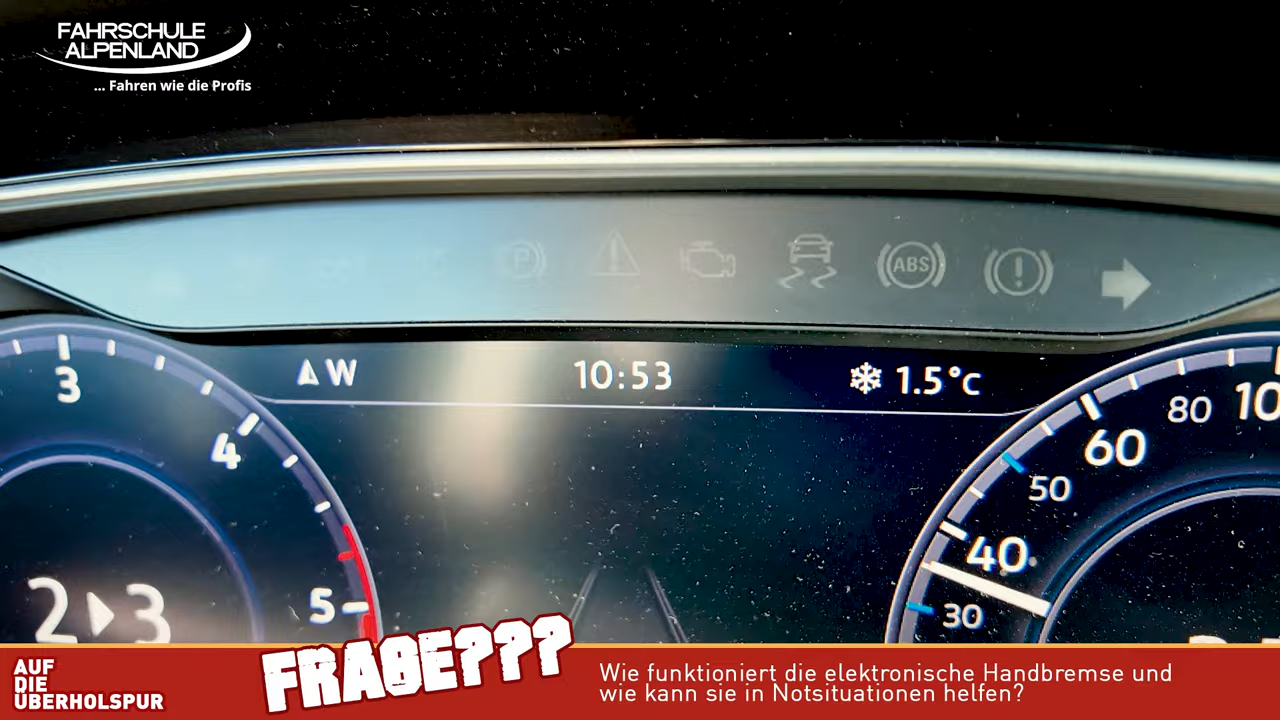 FAHRSCHULE
ALPENLAND
... Fahren wie die Profis
P
ABS
!
W
10:53
1.5°C
3
4
5
2▸3
10
80
60
50
40
30
AUF
DIE
ÜBERHOLSPUR
FRAGE???
Wie funktioniert die elektronische Handbremse und
wie kann sie in Notsituationen helfen?